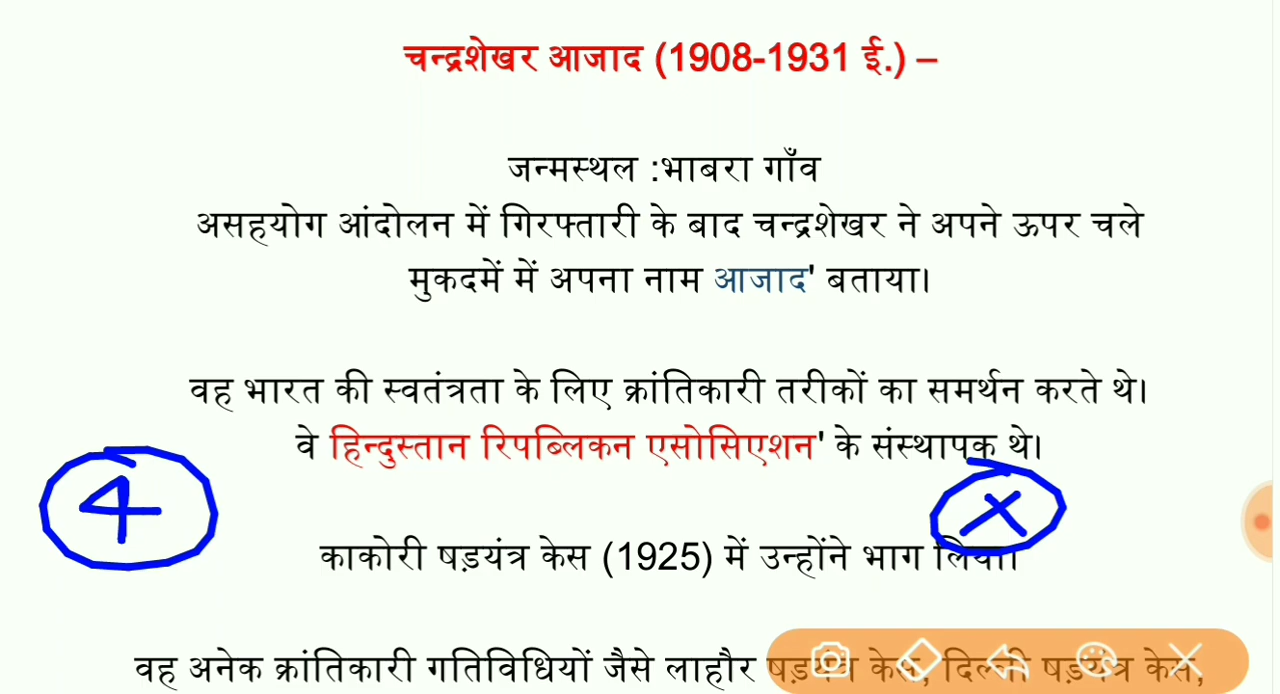 चन्द्रशेखर आजाद (1908-1931 ई.) –
जन्मस्थल :भाबरा गाँव
असहयोग आंदोलन में गिरफ्तारी के बाद चन्द्रशेखर ने अपने ऊपर चले
मुकदमें में अपना नाम आजाद' बताया।
वह भारत की स्वतंत्रता के लिए क्रांतिकारी तरीकों का समर्थन करते थे।
वे हिन्दुस्तान रिपब्लिकन एसोसिएशन' के संस्थापक थे।
4
X
काकोरी षड़यंत्र केस (1925) में उन्होंने भाग लिया।
वह अनेक क्रांतिकारी गतिविधियों जैसे लाहौर षड़यंत्र केस, दिल्ली षड़यंत्र केस,